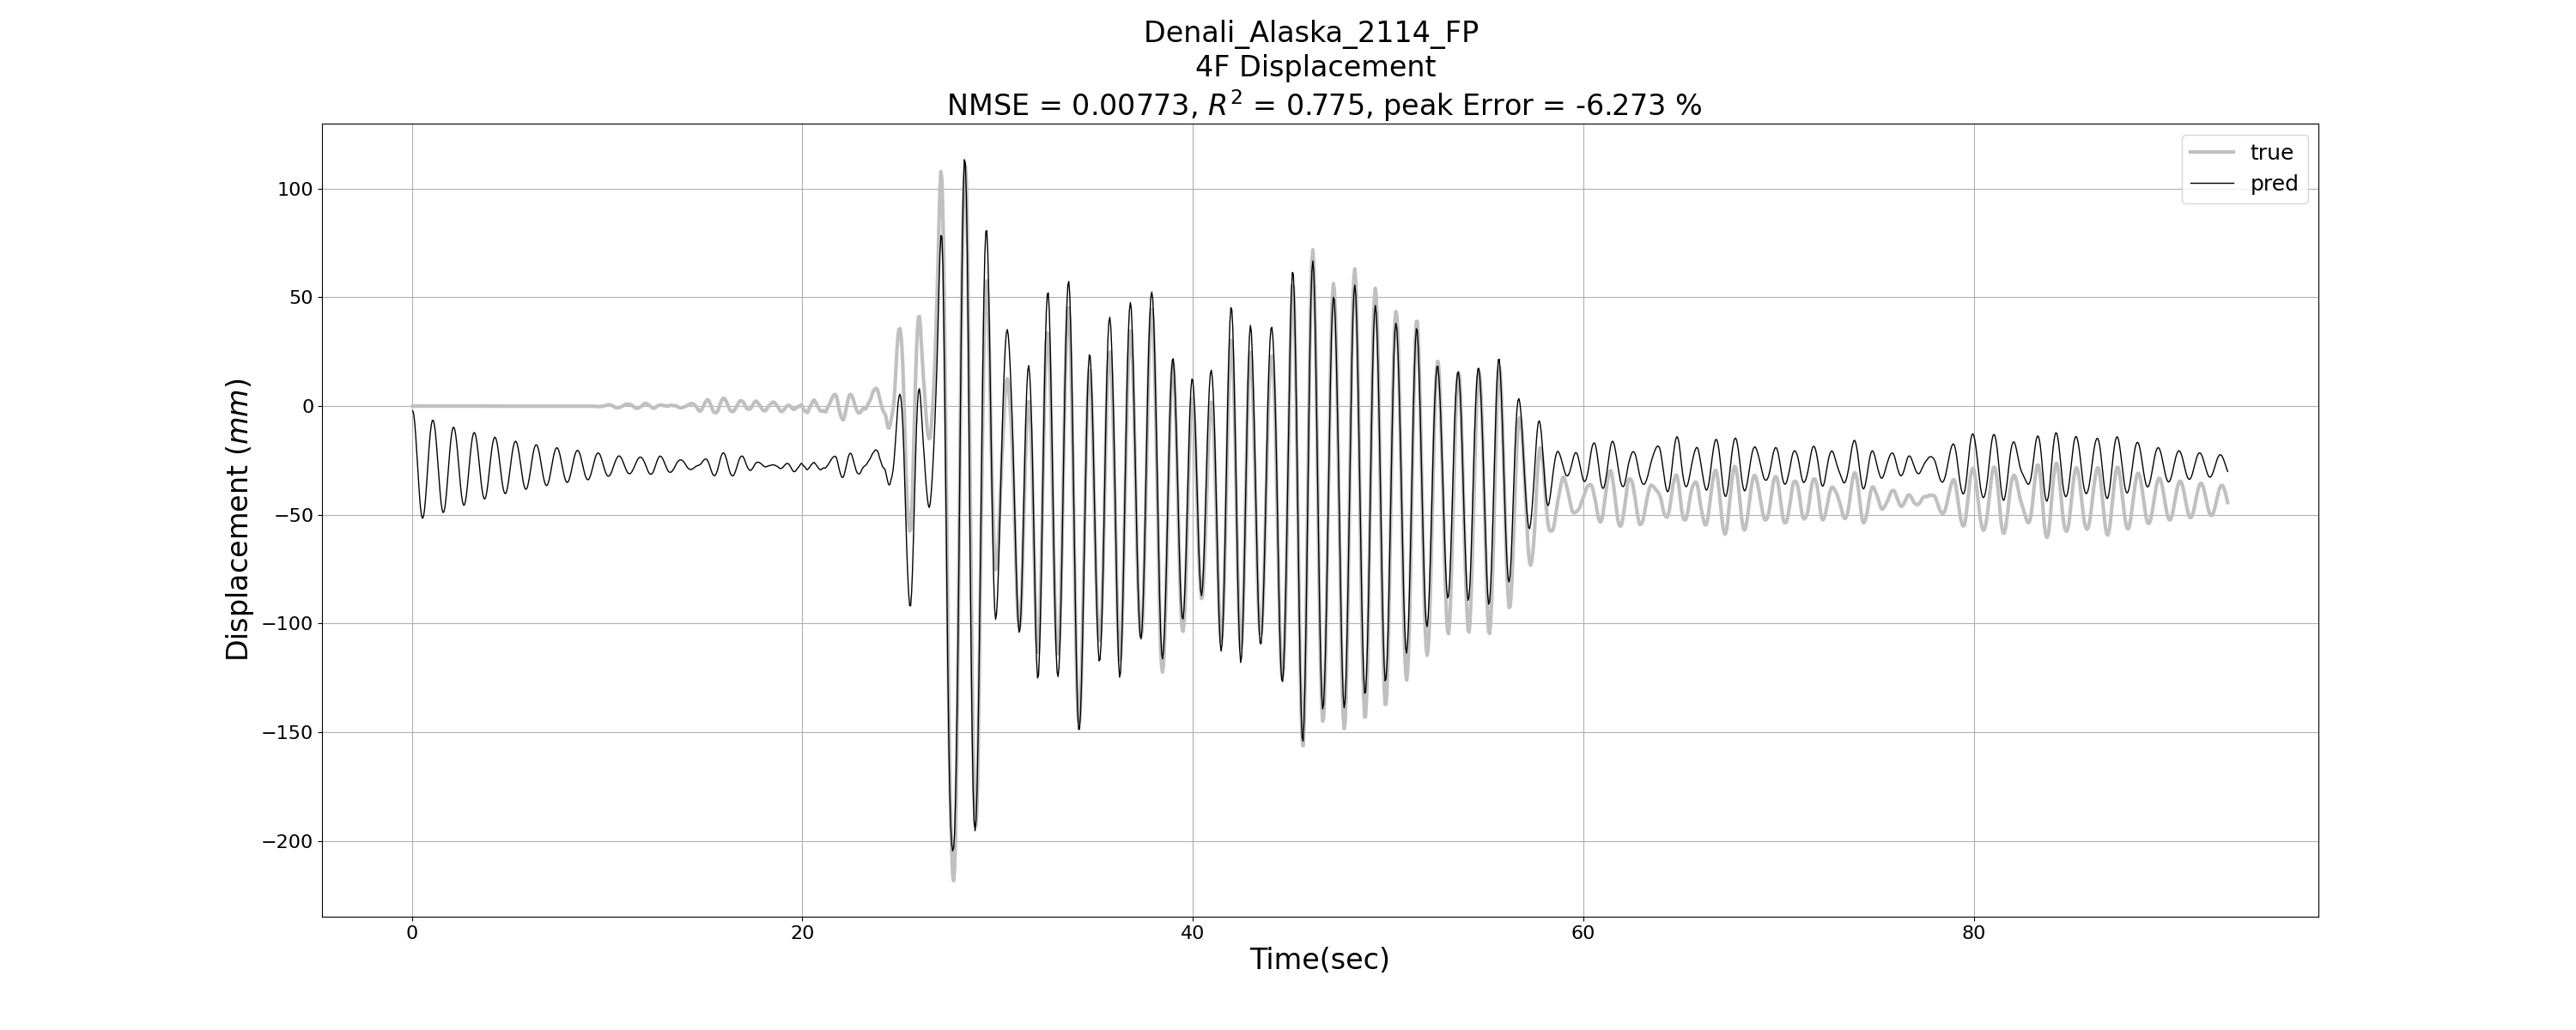 Denali_Alaska_2114_FP
4F Displacement
NMSE = 0.00773, R² = 0.775, peak Error = -6.273 %
true
pred
100
50
0
−50
−100
−150
−200
Displacement (mm)
0 20 40 60 80
Time(sec)